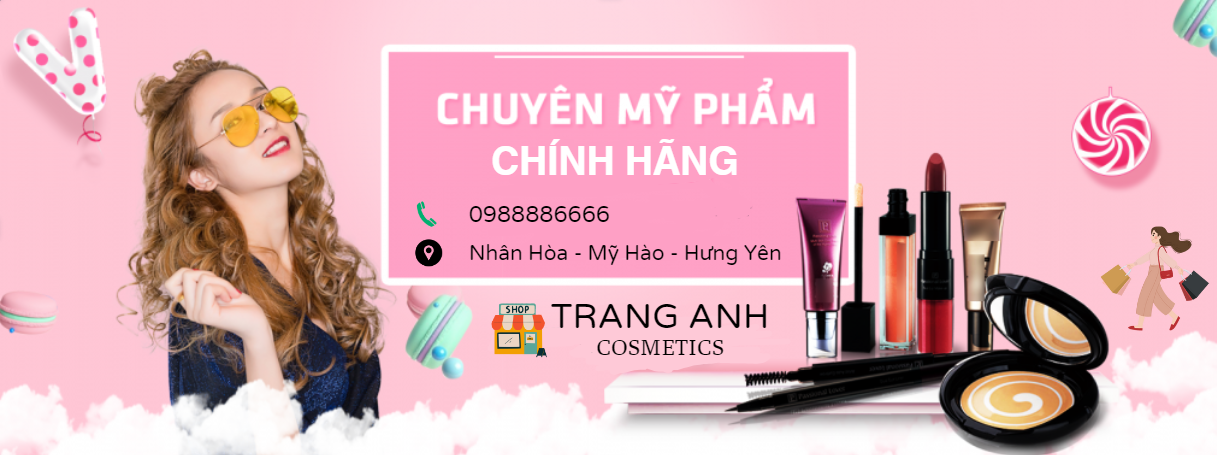 CHUYÊN MỸ PHẨM
CHÍNH HÃNG
0988886666
Nhân Hòa - Mỹ Hào - Hưng Yên
SHOP
TRANG ANH
COSMETICS